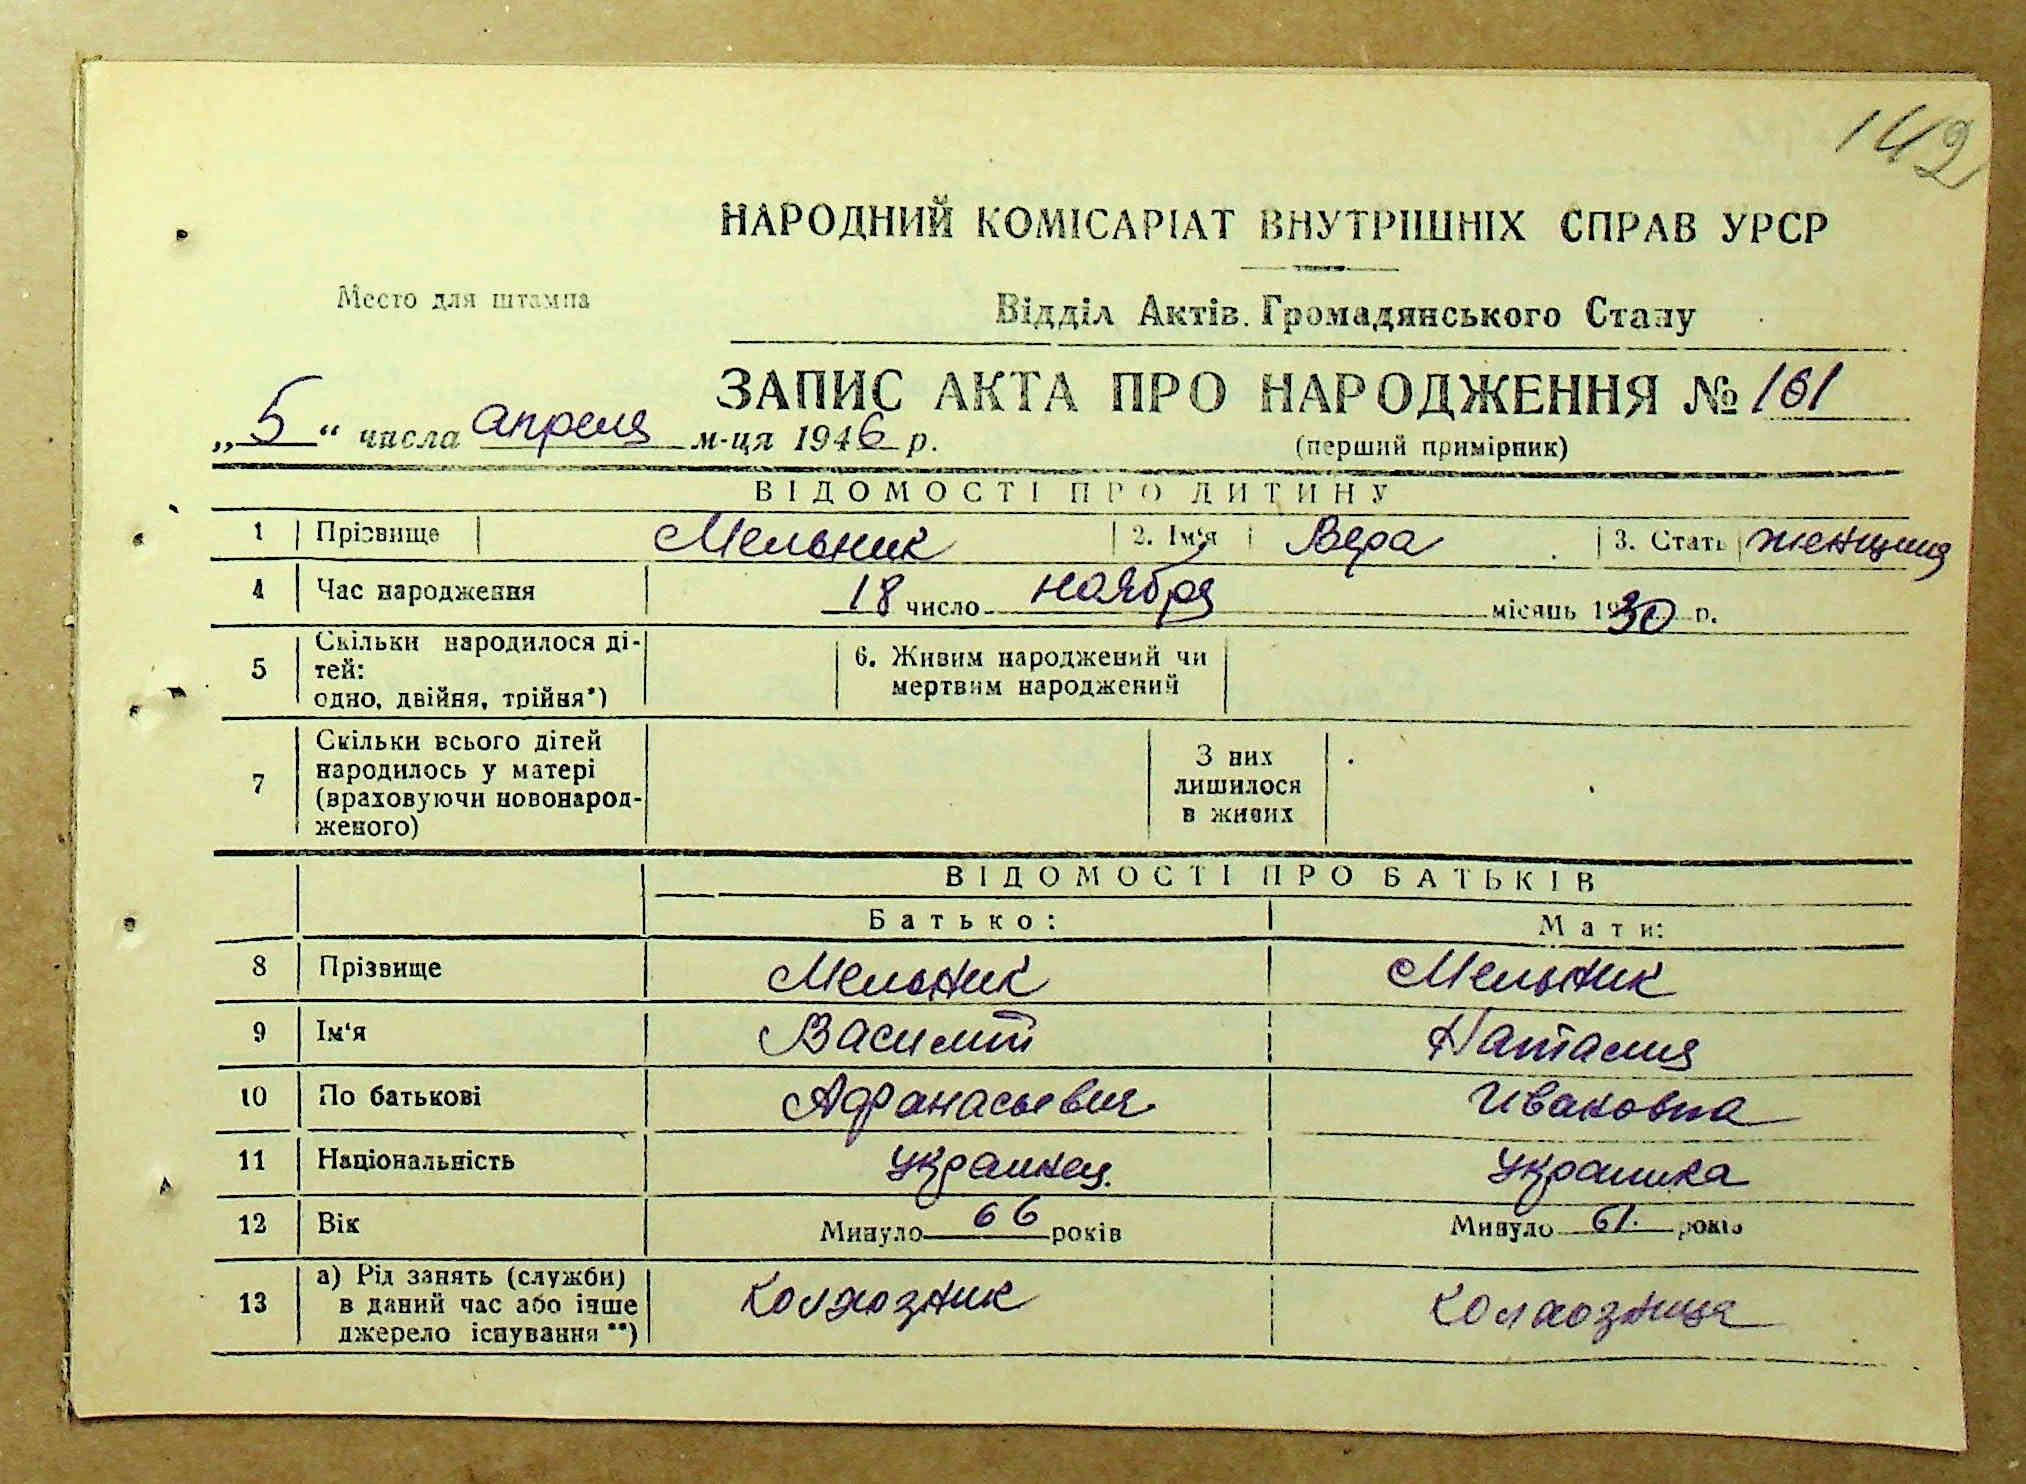 142
НАРОДНИЙ КОМІСАРІАТ ВНУТРІШНІХ СПРАВ УРСР
Место для штампа
Відділ Актів Громадянського Стану
ЗАПИС АКТА ПРО НАРОДЖЕННЯ № 161
„5“ числа апреля м-ця 1946 р.
(перший примірник)
ВІДОМОСТІ ПРО ДИТИНУ
1 Прізвище Мельник 2. Ім'я Вера 3. Стать женщина
4 Час народження 18 число ноября місяць 1930 р.
5 Скільки народилося ді-
тей:
одно, двійня, трійня*)
6. Живим народжений чи
мертвим народжений
7 Скільки всього дітей
народилось у матері
(враховуючи новонарод-
женого)
З них
лишилося
в живих
ВІДОМОСТІ ПРО БАТЬКІВ
Батько: Мати:
8 Прізвище Мельник Мельник
9 Ім'я Василий Наталия
10 По батькові Афанасьевич Ивановна
11 Національність украинец украинка
12 Вік Минуло 66 років Минуло 61 років
13 а) Рід занять (служби)
в даний час або інше
джерело існування**)
колхозник колхозница